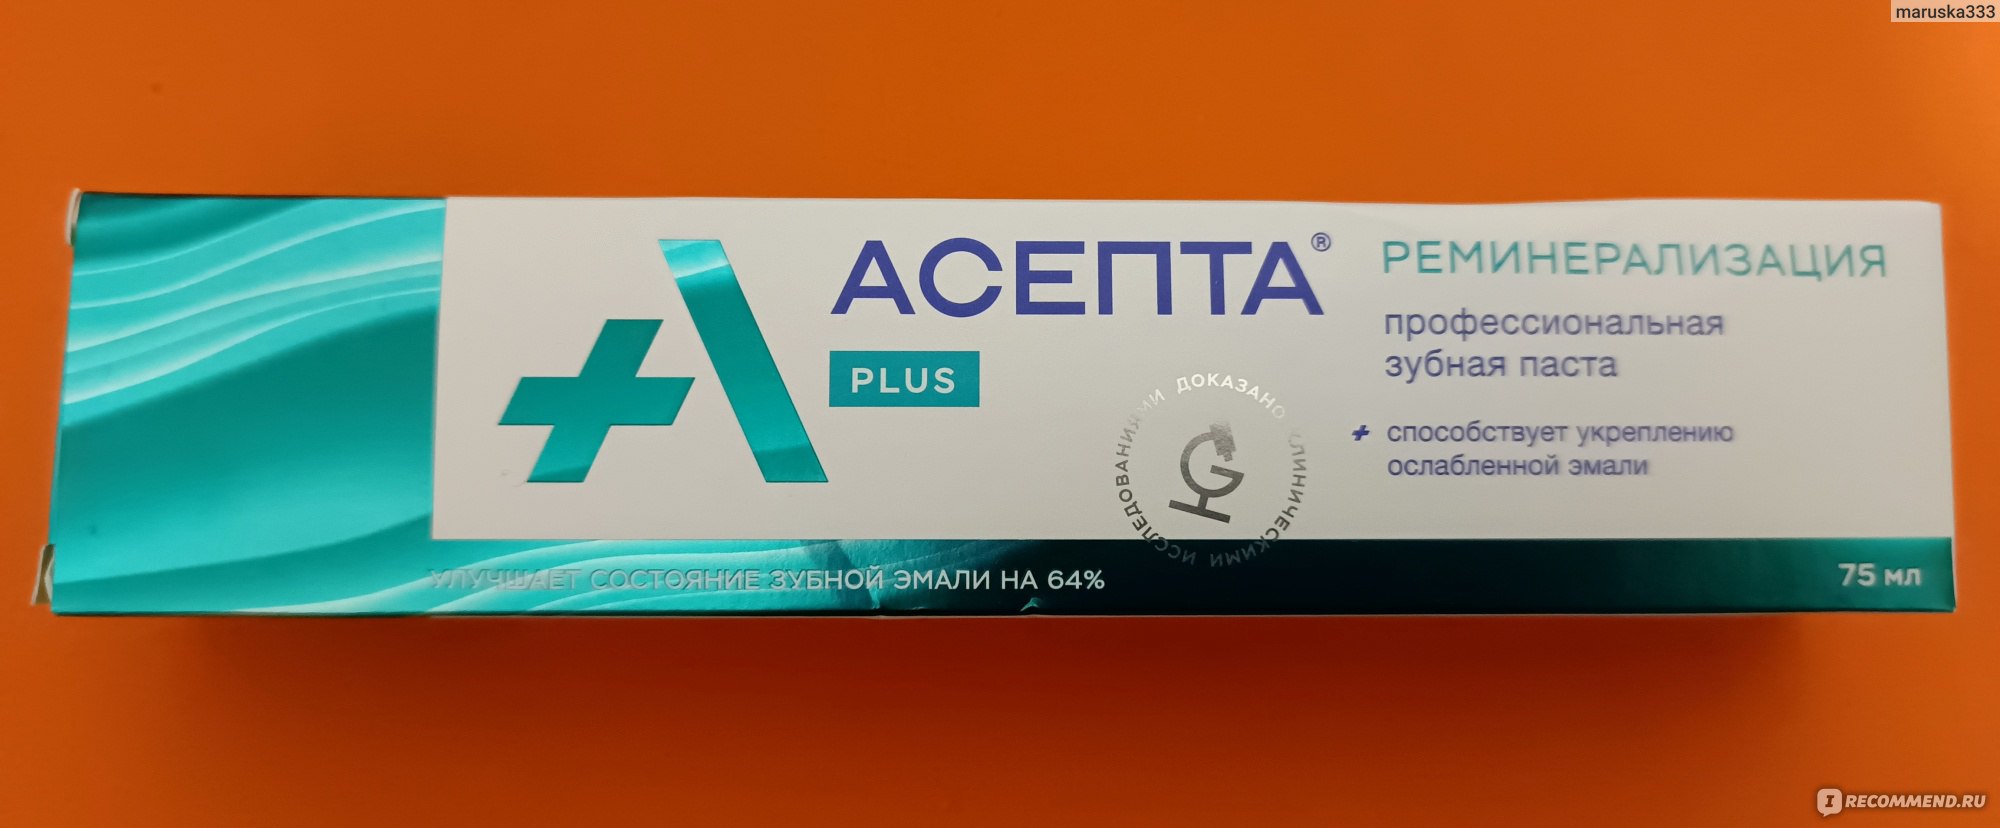 maruska333
АСЕПТА®
PLUS
РЕМИНЕРАЛИЗАЦИЯ
профессиональная
зубная паста
+ способствует укреплению
ослабленной эмали
ДОКАЗАНО КЛИНИЧЕСКИМИ ИССЛЕДОВАНИЯМИ
УЛУЧШАЕТ СОСТОЯНИЕ ЗУБНОЙ ЭМАЛИ НА 64%
75 мл
IRECOMMEND.RU